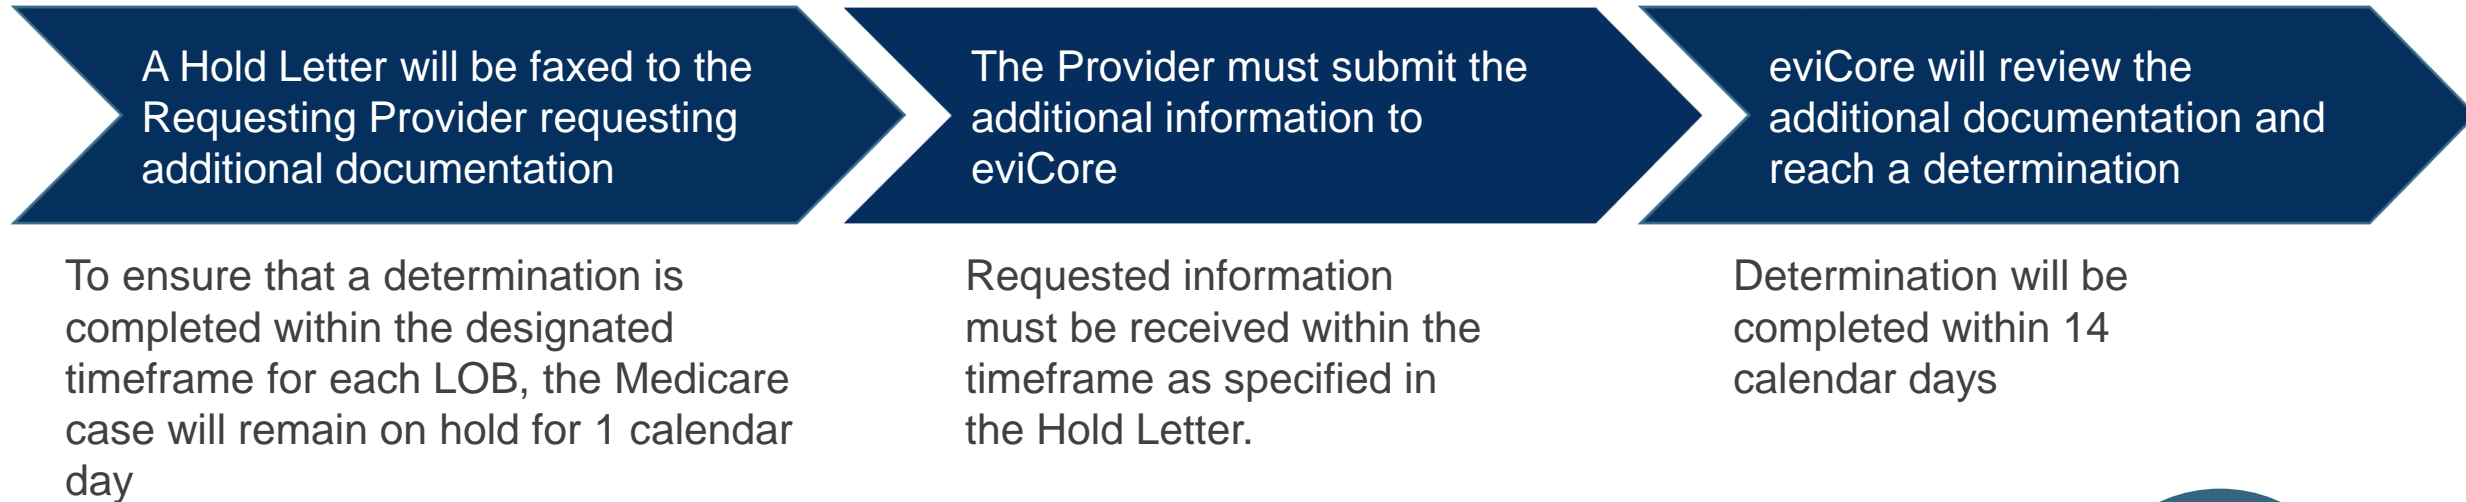 A Hold Letter will be faxed to the
Requesting Provider requesting
additional documentation
To ensure that a determination is
completed within the designated
timeframe for each LOB, the Medicare
case will remain on hold for 1 calendar
day
The Provider must submit the
additional information to
eviCore
Requested information
must be received within the
timeframe as specified in
the Hold Letter.
eviCore will review the
additional documentation and
reach a determination
Determination will be
completed within 14
calendar days